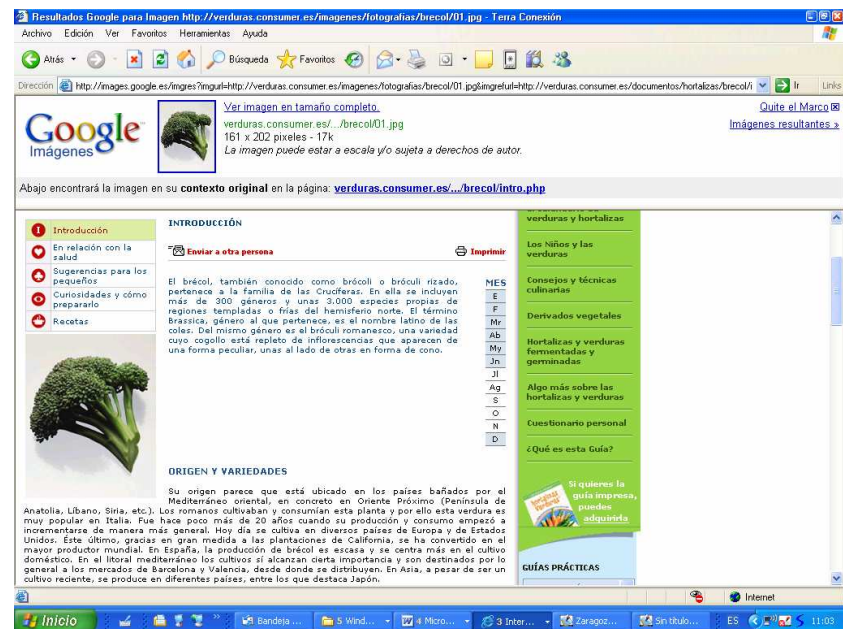 Resultados Google para Imagen http://verduras.consumer.es/imagenes/fotografias/brecol/01.jpg - Terra Conexión
Archivo Edición Ver Favoritos Herramientas Ayuda
Atrás Búsqueda Favoritos
Dirección http://images.google.es/imgres?imgurl=http://verduras.consumer.es/imagenes/fotografias/brecol/01.jpg&imgrefurl=http://verduras.consumer.es/documentos/hortalizas/brecol/i Ir Links
Google
Imágenes
Ver imagen en tamaño completo.
verduras.consumer.es/.../brecol/01.jpg
161 x 202 pixeles - 17k
La imagen puede estar a escala y/o sujeta a derechos de autor.
Quite el Marco
Imágenes resultantes »
Abajo encontrará la imagen en su contexto original en la página: verduras.consumer.es/.../brecol/intro.php
Introducción
En relación con la
salud
Sugerencias para los
pequeños
Curiosidades y cómo
prepararlo
Recetas
INTRODUCCIÓN
Enviar a otra persona
Imprimir
El brécol, también conocido como brócoli o bróculi rizado,
pertenece a la familia de las Crucíferas. En ella se incluyen
más de 300 géneros y unas 3.000 especies propias de
regiones templadas o frías del hemisferio norte. El término
Brassica, género al que pertenece, es el nombre latino de las
coles. Del mismo género es el bróculi romanesco, una variedad
cuyo cogollo está repleto de inflorescencias que aparecen de
una forma peculiar, unas al lado de otras en forma de cono.
MES
E
F
Mr
Ab
My
Jn
Jl
Ag
S
O
N
D
ORIGEN Y VARIEDADES
Su origen parece que está ubicado en los países bañados por el
Mediterráneo oriental, en concreto en Oriente Próximo (Península de
Anatolia, Líbano, Siria, etc.). Los romanos cultivaban y consumían esta planta y por ello esta verdura es
muy popular en Italia. Fue hace poco más de 20 años cuando su producción y consumo empezó a
incrementarse de manera más general. Hoy día se cultiva en diversos países de Europa y de Estados
Unidos. Éste último, gracias en gran medida a las plantaciones de California, se ha convertido en el
mayor productor mundial. En España, la producción de brécol es escasa y se centra más en el cultivo
doméstico. En el litoral mediterráneo los cultivos sí alcanzan cierta importancia y son destinados por lo
general a los mercados de Barcelona y Valencia, desde donde se distribuyen. En Asia, a pesar de ser un
cultivo reciente, se produce en diferentes países, entre los que destaca Japón.
verduras y hortalizas
Los Niños y las
verduras
Consejos y técnicas
culinarias
Derivados vegetales
Hortalizas y verduras
fermentadas y
germinadas
Algo más sobre las
hortalizas y verduras
Cuestionario personal
¿Qué es esta Guía?
Si quieres la
guía impresa,
puedes
adquirirla
GUÍAS PRÁCTICAS
Internet
Inicio
Bandeja ...
5 Wind...
4 Micro...
3 Inter...
Zaragoz...
Sin título...
ES
11:03